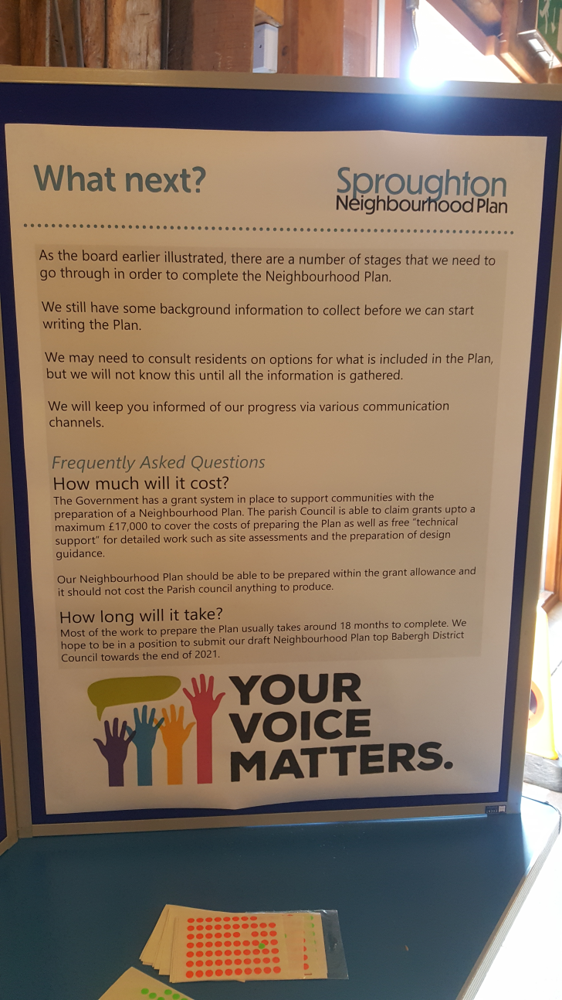 What next?
Sproughton
Neighbourhood Plan
As the board earlier illustrated, there are a number of stages that we need to
go through in order to complete the Neighbourhood Plan.
We still have some background information to collect before we can start
writing the Plan.
We may need to consult residents on options for what is included in the Plan,
but we will not know this until all the information is gathered.
We will keep you informed of our progress via various communication
channels.
Frequently Asked Questions
How much will it cost?
The Government has a grant system in place to support communities with the
preparation of a Neighbourhood Plan. The parish Council is able to claim grants upto a
maximum £17,000 to cover the costs of preparing the Plan as well as free “technical
support” for detailed work such as site assessments and the preparation of design
guidance.
Our Neighbourhood Plan should be able to be prepared within the grant allowance and
it should not cost the Parish council anything to produce.
How long will it take?
Most of the work to prepare the Plan usually takes around 18 months to complete. We
hope to be in a position to submit our draft Neighbourhood Plan top Babergh District
Council towards the end of 2021.
YOUR
VOICE
MATTERS.